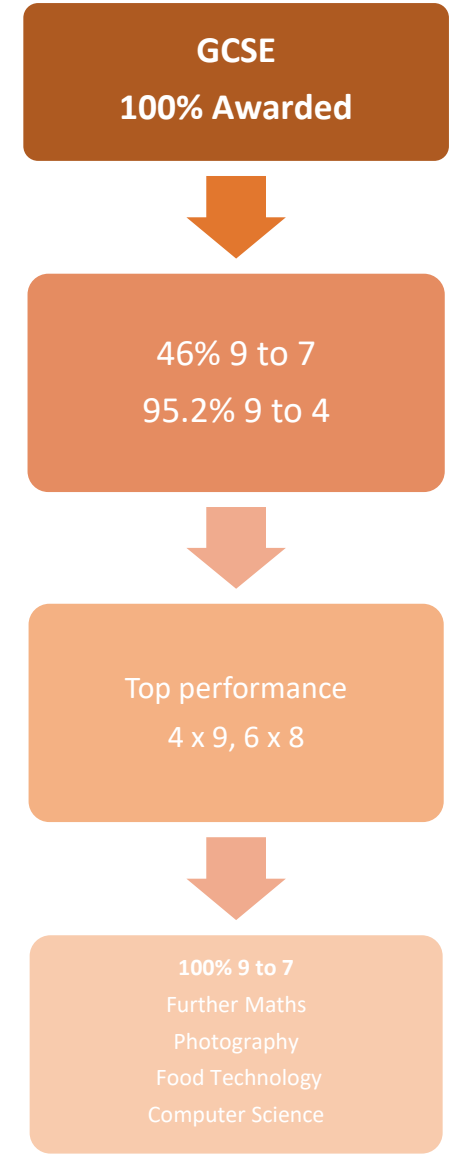 GCSE
100% Awarded
46% 9 to 7
95.2% 9 to 4
Top performance
4 x 9, 6 x 8
100% 9 to 7
Further Maths
Photography
Food Technology
Computer Science